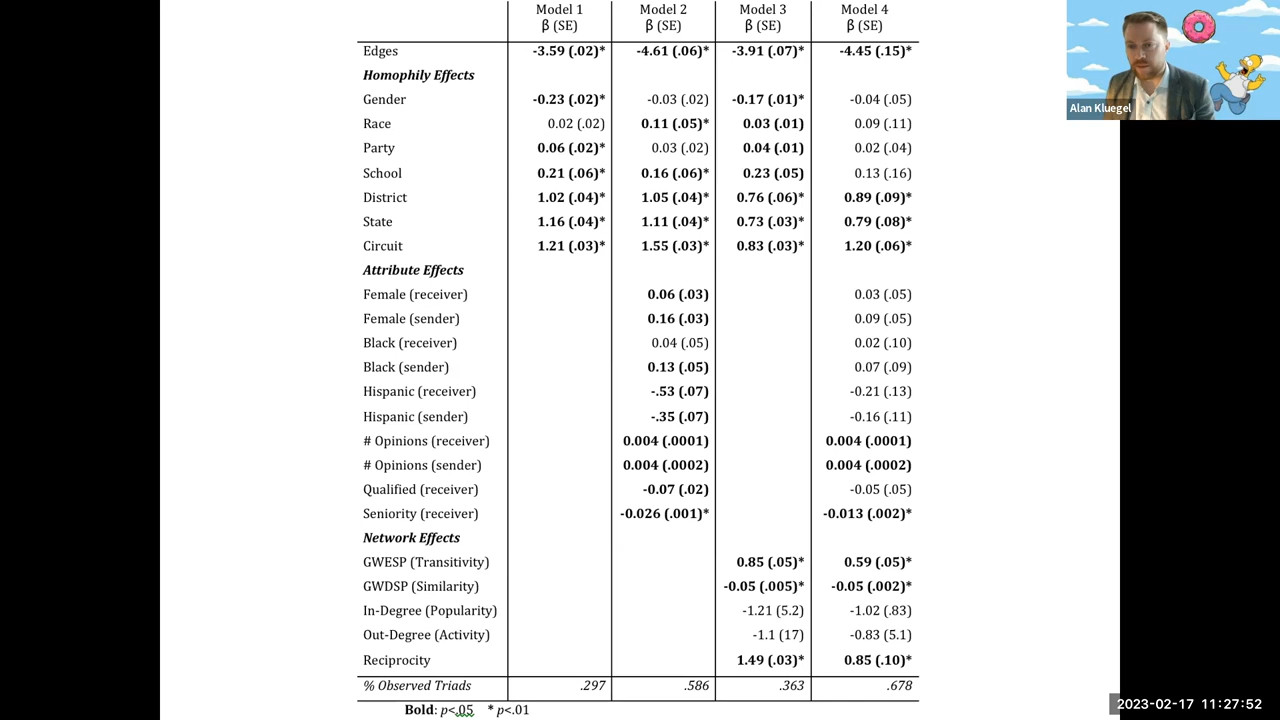 Model 1 Model 2 Model 3 Model 4
β (SE) β (SE) β (SE) β (SE)
Edges -3.59 (.02)* -4.61 (.06)* -3.91 (.07)* -4.45 (.15)*
Homophily Effects
Gender -0.23 (.02)* -0.03 (.02) -0.17 (.01)* -0.04 (.05)
Race 0.02 (.02) 0.11 (.05)* 0.03 (.01) 0.09 (.11)
Party 0.06 (.02)* 0.03 (.02) 0.04 (.01) 0.02 (.04)
School 0.21 (.06)* 0.16 (.06)* 0.23 (.05) 0.13 (.16)
District 1.02 (.04)* 1.05 (.04)* 0.76 (.06)* 0.89 (.09)*
State 1.16 (.04)* 1.11 (.04)* 0.73 (.03)* 0.79 (.08)*
Circuit 1.21 (.03)* 1.55 (.03)* 0.83 (.03)* 1.20 (.06)*
Attribute Effects
Female (receiver) 0.06 (.03) 0.03 (.05)
Female (sender) 0.16 (.03) 0.09 (.05)
Black (receiver) 0.04 (.05) 0.02 (.10)
Black (sender) 0.13 (.05) 0.07 (.09)
Hispanic (receiver) -.53 (.07) -0.21 (.13)
Hispanic (sender) -.35 (.07) -0.16 (.11)
# Opinions (receiver) 0.004 (.0001) 0.004 (.0001)
# Opinions (sender) 0.004 (.0002) 0.004 (.0002)
Qualified (receiver) -0.07 (.02) -0.05 (.05)
Seniority (receiver) -0.026 (.001)* -0.013 (.002)*
Network Effects
GWESP (Transitivity) 0.85 (.05)* 0.59 (.05)*
GWDSP (Similarity) -0.05 (.005)* -0.05 (.002)*
In-Degree (Popularity) -1.21 (5.2) -1.02 (.83)
Out-Degree (Activity) -1.1 (17) -0.83 (5.1)
Reciprocity 1.49 (.03)* 0.85 (.10)*
% Observed Triads .297 .586 .363 .678
Bold: p<.05 * p<.01
Alan Kluegel
2023-02-17 11:27:52